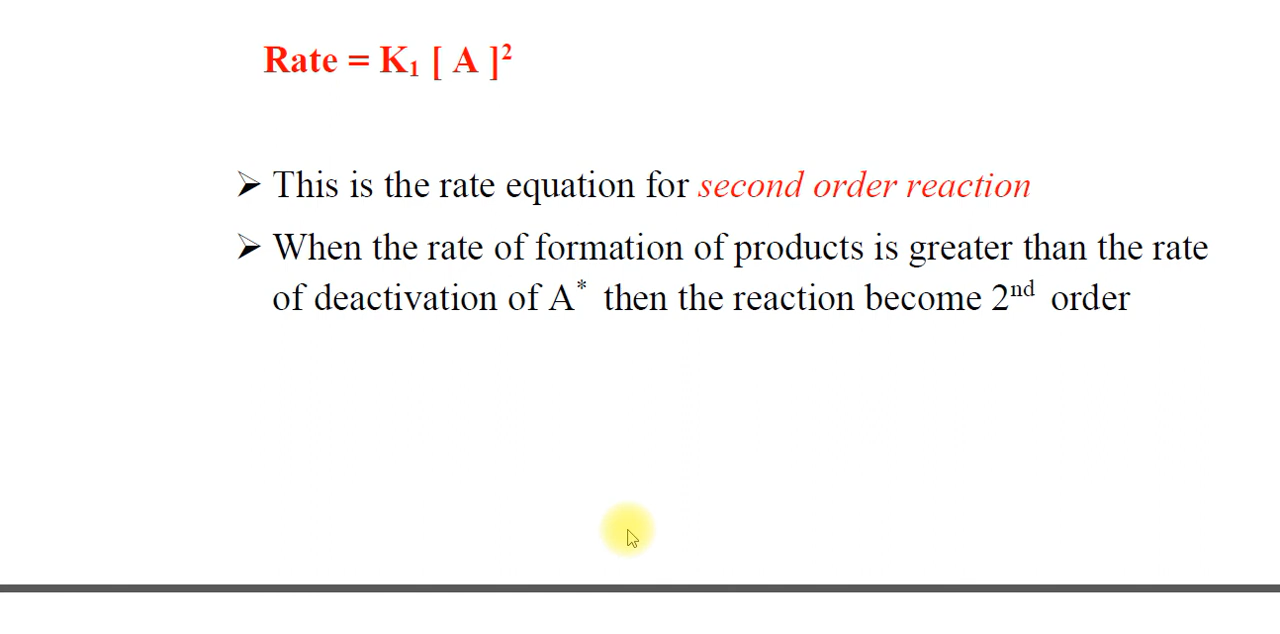 Rate = K₁ [ A ]²
➢ This is the rate equation for second order reaction
➢ When the rate of formation of products is greater than the rate
of deactivation of A* then the reaction become 2ⁿᵈ order